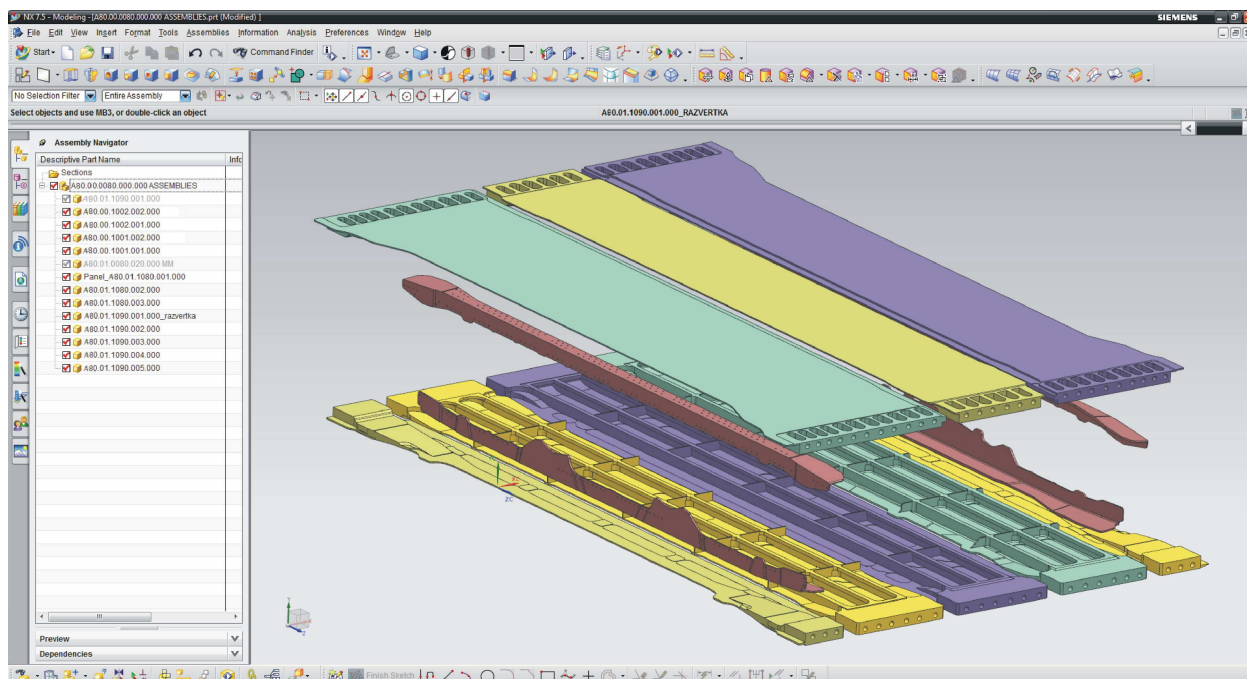 NX 7.5 - Modeling - [A80.00.0080.000.000 ASSEMBLIES.prt (Modified) ]
SIEMENS
File Edit View Insert Format Tools Assemblies Information Analysis Preferences Window Help
Start Command Finder
No Selection Filter Entire Assembly
Select objects and use MB3, or double-click an object
A80.01.1090.001.000_RAZVERTKA
Assembly Navigator
Descriptive Part Name Info
Sections
A80.00.0080.000.000 ASSEMBLIES
A80.01.1090.001.000
A80.00.1002.002.000
A80.00.1002.001.000
A80.00.1001.002.000
A80.00.1001.001.000
A80.01.0080.020.000 MM
Panel_A80.01.1080.001.000
A80.01.1080.002.000
A80.01.1080.003.000
A80.01.1090.001.000_razvertka
A80.01.1090.002.000
A80.01.1090.003.000
A80.01.1090.004.000
A80.01.1090.005.000
XC
ZC
Y
Z
Preview
Dependencies
Finish Sketch